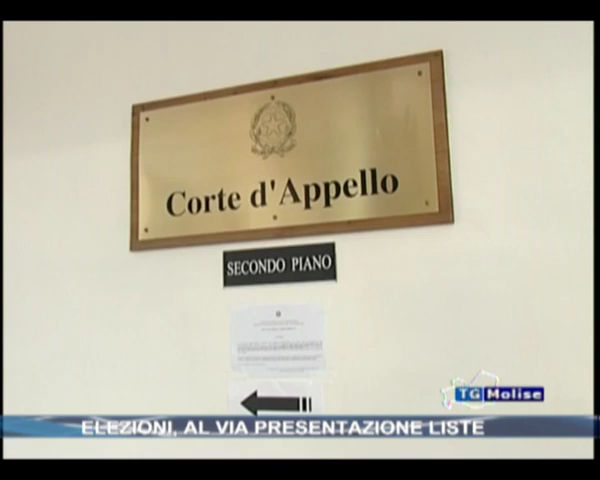 Corte d'Appello
SECONDO PIANO
TG Molise
ELEZIONI, AL VIA PRESENTAZIONE LISTE